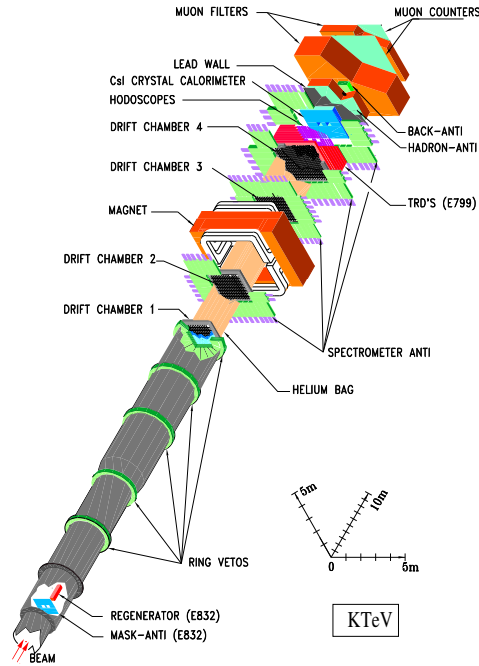 MUON FILTERS
MUON COUNTERS
LEAD WALL
CsI CRYSTAL CALORIMETER
HODOSCOPES
DRIFT CHAMBER 4
BACK-ANTI
HADRON-ANTI
DRIFT CHAMBER 3
TRD'S (E799)
MAGNET
DRIFT CHAMBER 2
DRIFT CHAMBER 1
SPECTROMETER ANTI
HELIUM BAG
5m
10m
0
5m
RING VETOS
REGENERATOR (E832)
MASK-ANTI (E832)
KTeV
BEAM